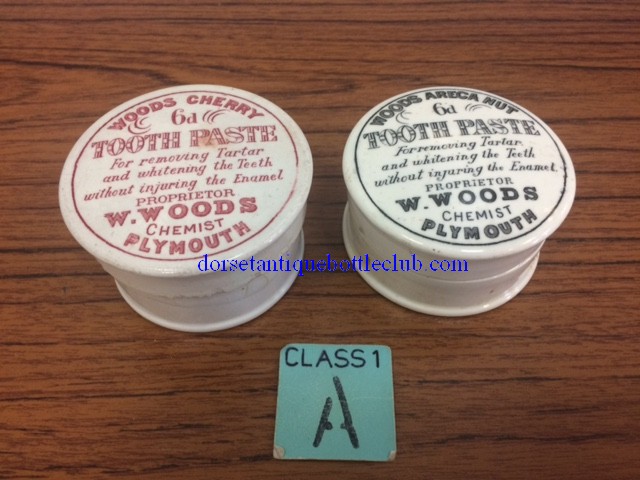 WOODS CHERRY
6d
TOOTH PASTE
For removing Tartar
and whitening the Teeth
without injuring the Enamel
PROPRIETOR
W. WOODS
CHEMIST
PLYMOUTH
WOODS ARECA NUT
6d
TOOTH PASTE
For removing Tartar
and whitening the Teeth
without injuring the Enamel.
PROPRIETOR
W. WOODS
CHEMIST
PLYMOUTH
dorsetantiquebottleclub.com
CLASS 1
A